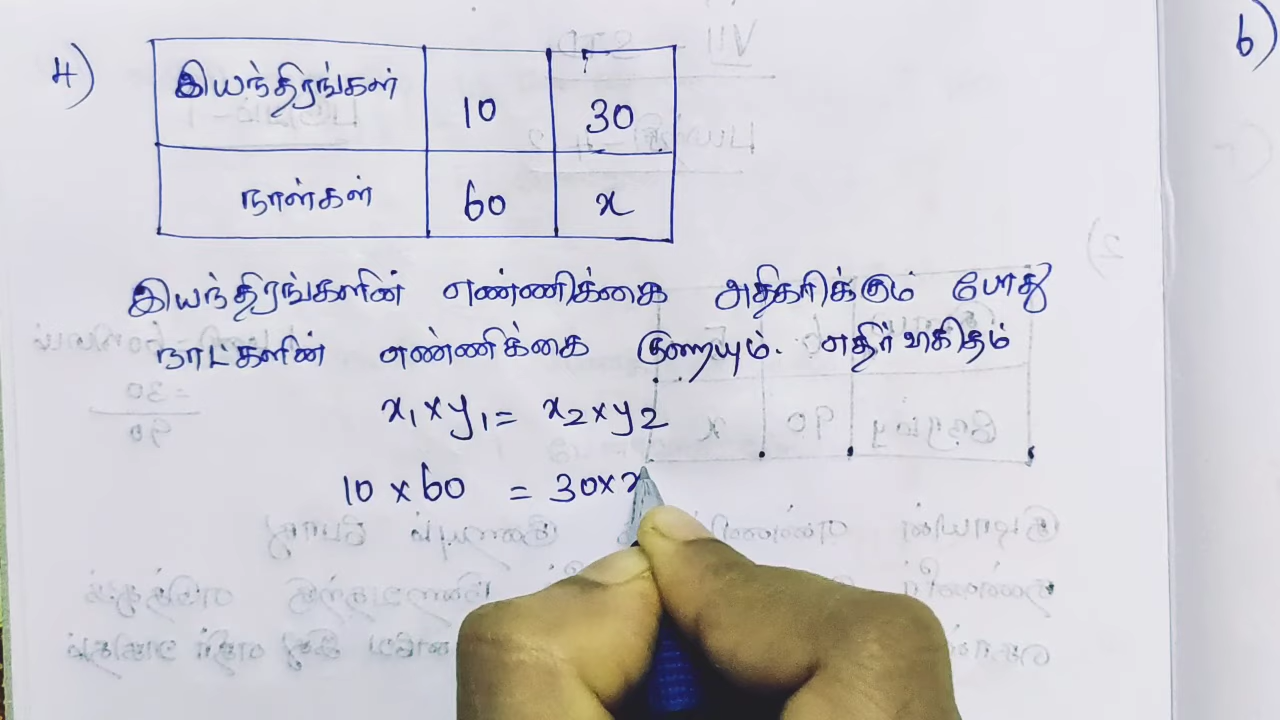 4)
இயந்திரங்கள் 10 30
நாள்கள் 60 x
இயந்திரங்களின் எண்ணிக்கை அதிகரிக்கும் போது
நாட்களின் எண்ணிக்கை குறையும். எதிர் விகிதம்
x₁ × y₁ = x₂ × y₂
10 × 60 = 30 × x
6)